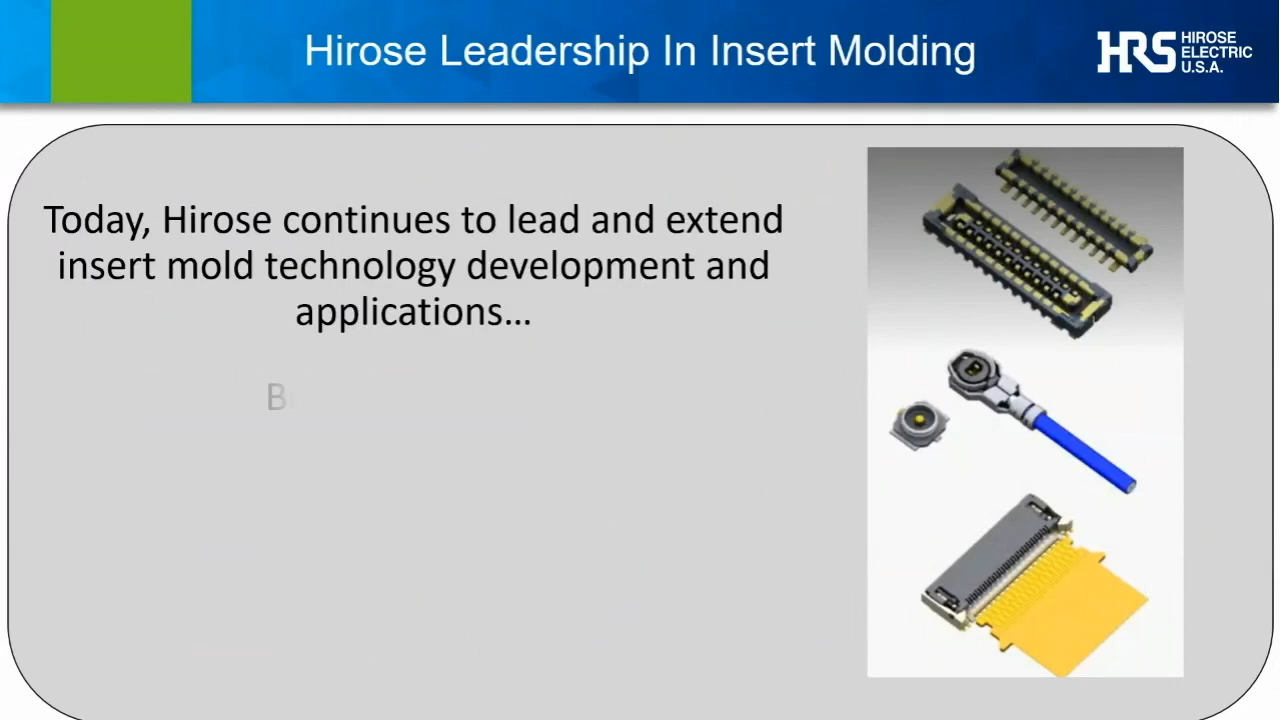 Hirose Leadership In Insert Molding
HRS
HIROSE
ELECTRIC
U.S.A.
Today, Hirose continues to lead and extend
insert mold technology development and
applications…
B